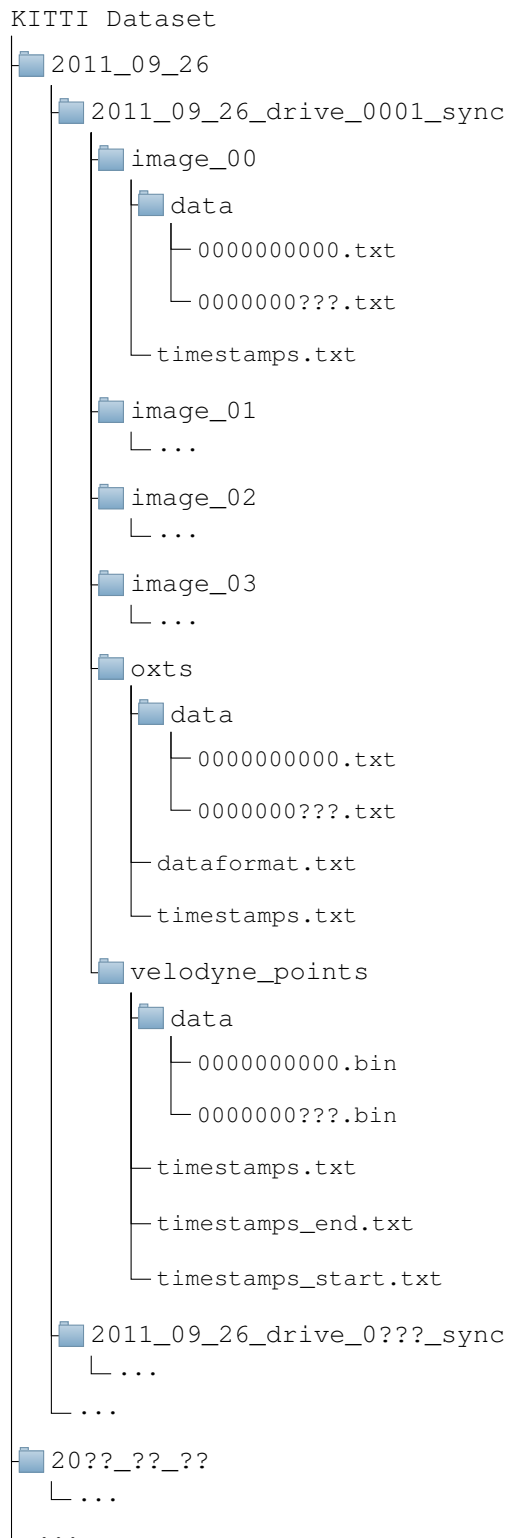 KITTI Dataset
2011_09_26
2011_09_26_drive_0001_sync
image_00
data
0000000000.txt
0000000???.txt
timestamps.txt
image_01
...
image_02
...
image_03
...
oxts
data
0000000000.txt
0000000???.txt
dataformat.txt
timestamps.txt
velodyne_points
data
0000000000.bin
0000000???.bin
timestamps.txt
timestamps_end.txt
timestamps_start.txt
2011_09_26_drive_0???_sync
...
...
20??_??_??
...
...